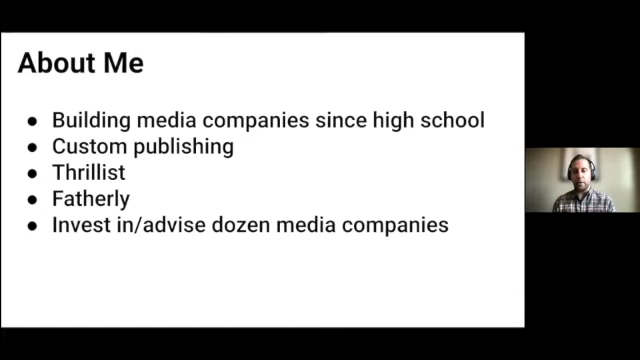 About Me
● Building media companies since high school
● Custom publishing
● Thrillist
● Fatherly
● Invest in/advise dozen media companies